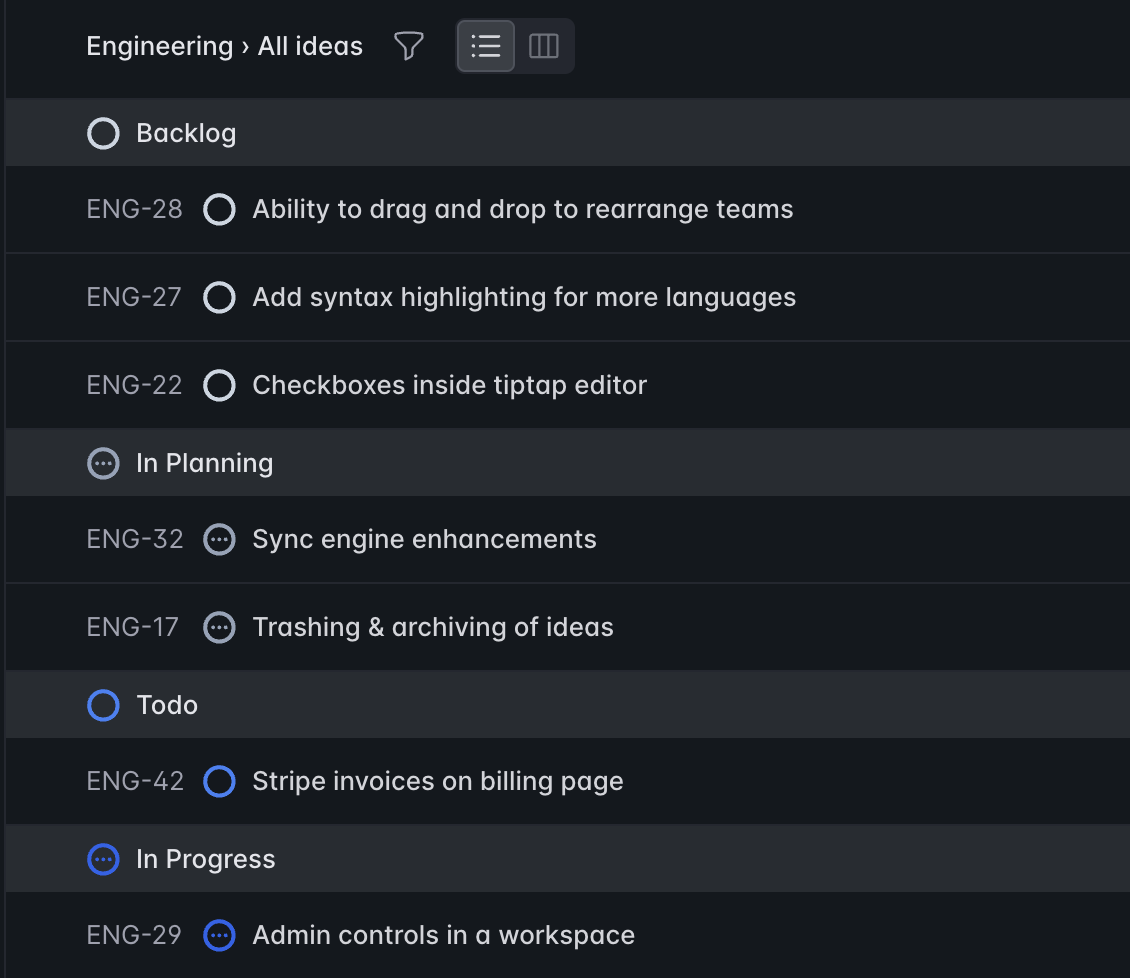 Engineering › All ideas
Backlog
ENG-28 Ability to drag and drop to rearrange teams
ENG-27 Add syntax highlighting for more languages
ENG-22 Checkboxes inside tiptap editor
In Planning
ENG-32 Sync engine enhancements
ENG-17 Trashing & archiving of ideas
Todo
ENG-42 Stripe invoices on billing page
In Progress
ENG-29 Admin controls in a workspace